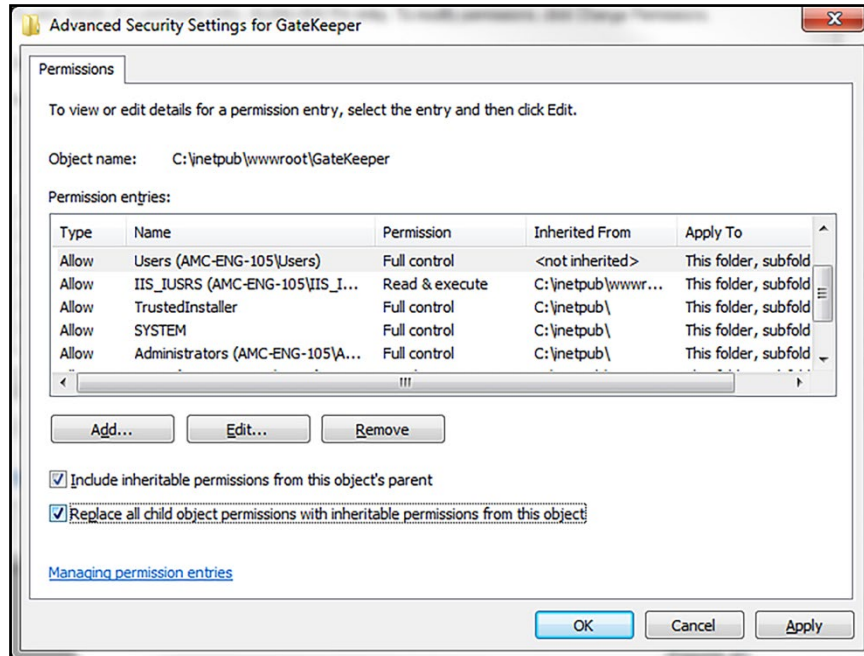 Advanced Security Settings for GateKeeper
Permissions
To view or edit details for a permission entry, select the entry and then click Edit.
Object name: C:\inetpub\wwwroot\GateKeeper
Permission entries:
Type Name Permission Inherited From Apply To
Allow Users (AMC-ENG-105\Users) Full control <not inherited> This folder, subfold
Allow IIS_IUSRS (AMC-ENG-105\IIS_I... Read & execute C:\inetpub\wwwr... This folder, subfold
Allow TrustedInstaller Full control C:\inetpub\ This folder, subfold
Allow SYSTEM Full control C:\inetpub\ This folder, subfold
Allow Administrators (AMC-ENG-105\A... Full control C:\inetpub\ This folder, subfold
Add... Edit... Remove
Include inheritable permissions from this object's parent
Replace all child object permissions with inheritable permissions from this object
Managing permission entries
OK Cancel Apply